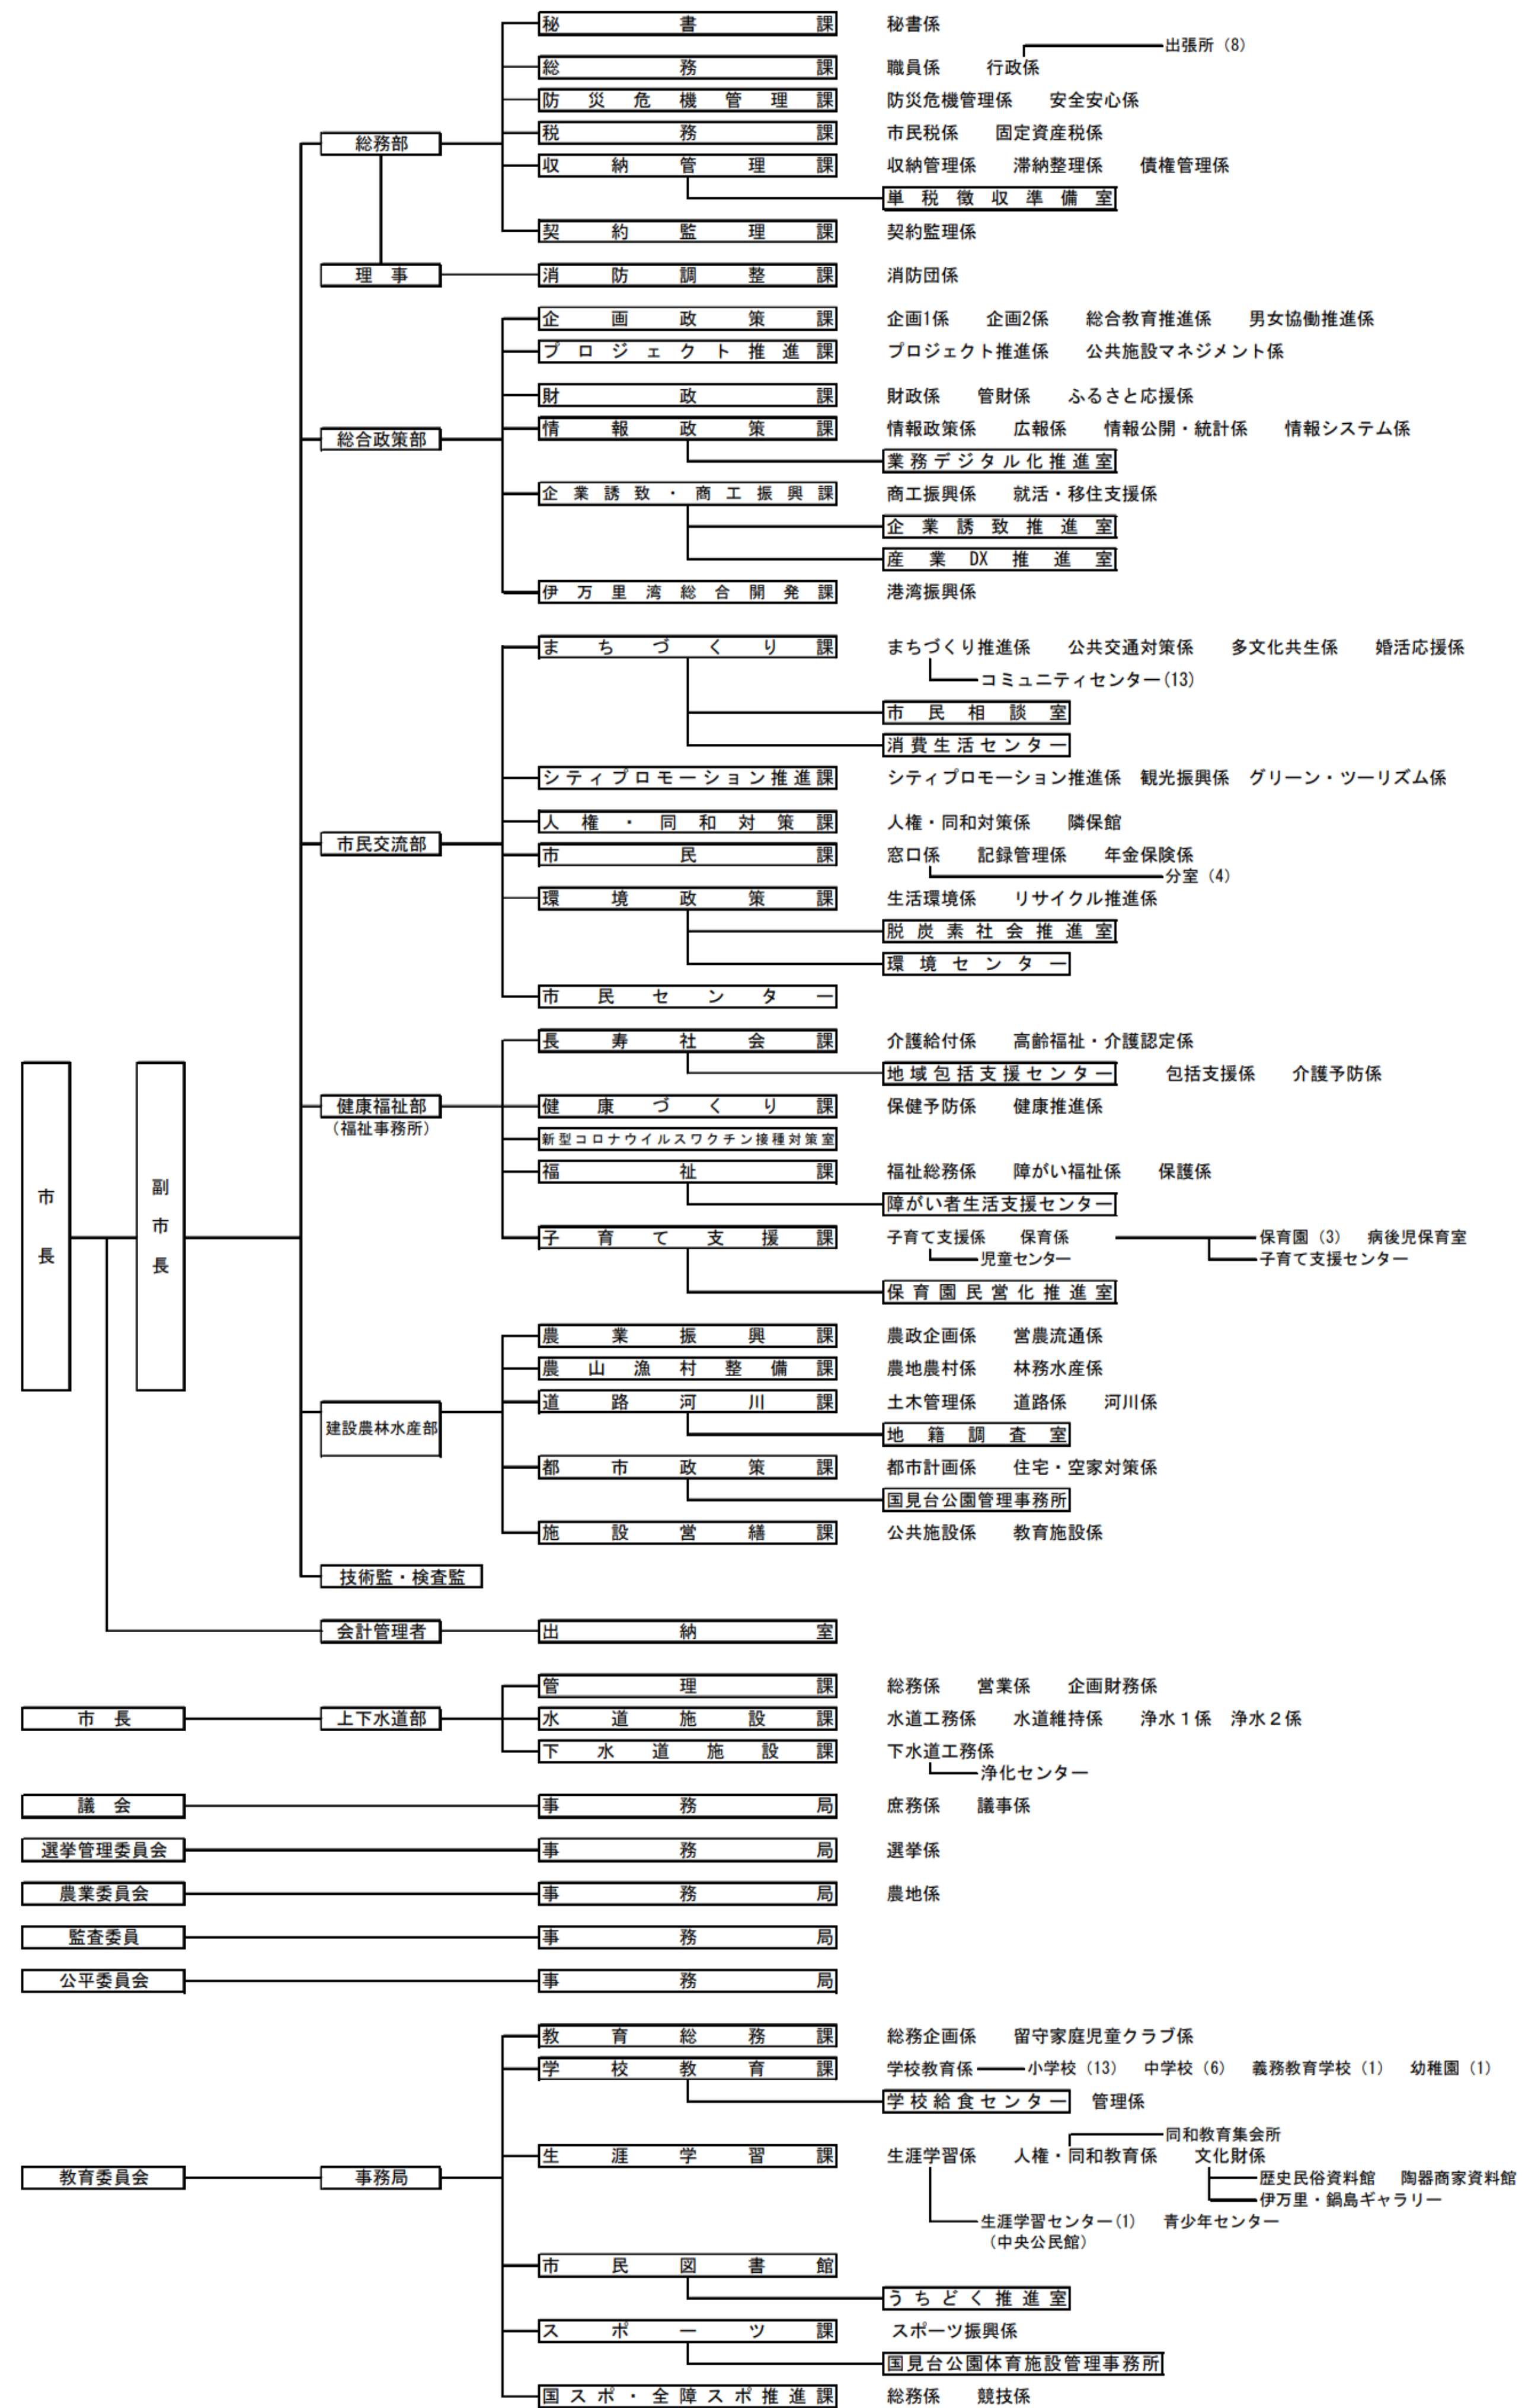 秘書課 秘書係
出張所（8）
総務課 職員係 行政係
防災危機管理課 防災危機管理係 安全安心係
税務課 市民税係 固定資産税係
総務部
収納管理課 収納管理係 滞納整理係 債権管理係
単税徴収準備室
契約監理課 契約監理係
理事 消防調整課 消防団係
企画政策課 企画1係 企画2係 総合教育推進係 男女協働推進係
プロジェクト推進課 プロジェクト推進係 公共施設マネジメント係
財政課 財政係 管財係 ふるさと応援係
情報政策課 情報政策係 広報係 情報公開・統計係 情報システム係
総合政策部
業務デジタル化推進室
企業誘致・商工振興課 商工振興係 就活・移住支援係
企業誘致推進室
産業DX推進室
伊万里湾総合開発課 港湾振興係
まちづくり課 まちづくり推進係 公共交通対策係 多文化共生係 婚活応援係
コミュニティセンター(13)
市民相談室
消費生活センター
シティプロモーション推進課 シティプロモーション推進係 観光振興係 グリーン・ツーリズム係
人権・同和対策課 人権・同和対策係 隣保館
市民交流部
市民課 窓口係 記録管理係 年金保険係
分室（4）
環境政策課 生活環境係 リサイクル推進係
脱炭素社会推進室
環境センター
市民センター
長寿社会課 介護給付係 高齢福祉・介護認定係
地域包括支援センター 包括支援係 介護予防係
健康福祉部 健康づくり課 保健予防係 健康推進係
（福祉事務所）
新型コロナウイルスワクチン接種対策室
福祉課 福祉総務係 障がい福祉係 保護係
障がい者生活支援センター
市長
副市長
子育て支援課 子育て支援係 保育係 保育園（3） 病後児保育室
児童センター 子育て支援センター
保育園民営化推進室
農業振興課 農政企画係 営農流通係
農山漁村整備課 農地農村係 林務水産係
道路河川課 土木管理係 道路係 河川係
建設農林水産部
地籍調査室
都市政策課 都市計画係 住宅・空家対策係
国見台公園管理事務所
施設営繕課 公共施設係 教育施設係
技術監・検査監
会計管理者 出納室
管理課 総務係 営業係 企画財務係
市長 上下水道部 水道施設課 水道工務係 水道維持係 浄水１係 浄水２係
下水道施設課 下水道工務係
浄化センター
議会 事務局 庶務係 議事係
選挙管理委員会 事務局 選挙係
農業委員会 事務局 農地係
監査委員 事務局
公平委員会 事務局
教育総務課 総務企画係 留守家庭児童クラブ係
学校教育課 学校教育係 小学校（13） 中学校（6） 義務教育学校（1） 幼稚園（1）
学校給食センター 管理係
同和教育集会所
生涯学習課 生涯学習係 人権・同和教育係 文化財係
教育委員会 事務局 歴史民俗資料館 陶器商家資料館
伊万里・鍋島ギャラリー
生涯学習センター(1) 青少年センター
（中央公民館）
市民図書館
うちどく推進室
スポーツ課 スポーツ振興係
国見台公園体育施設管理事務所
国スポ・全障スポ推進課 総務係 競技係